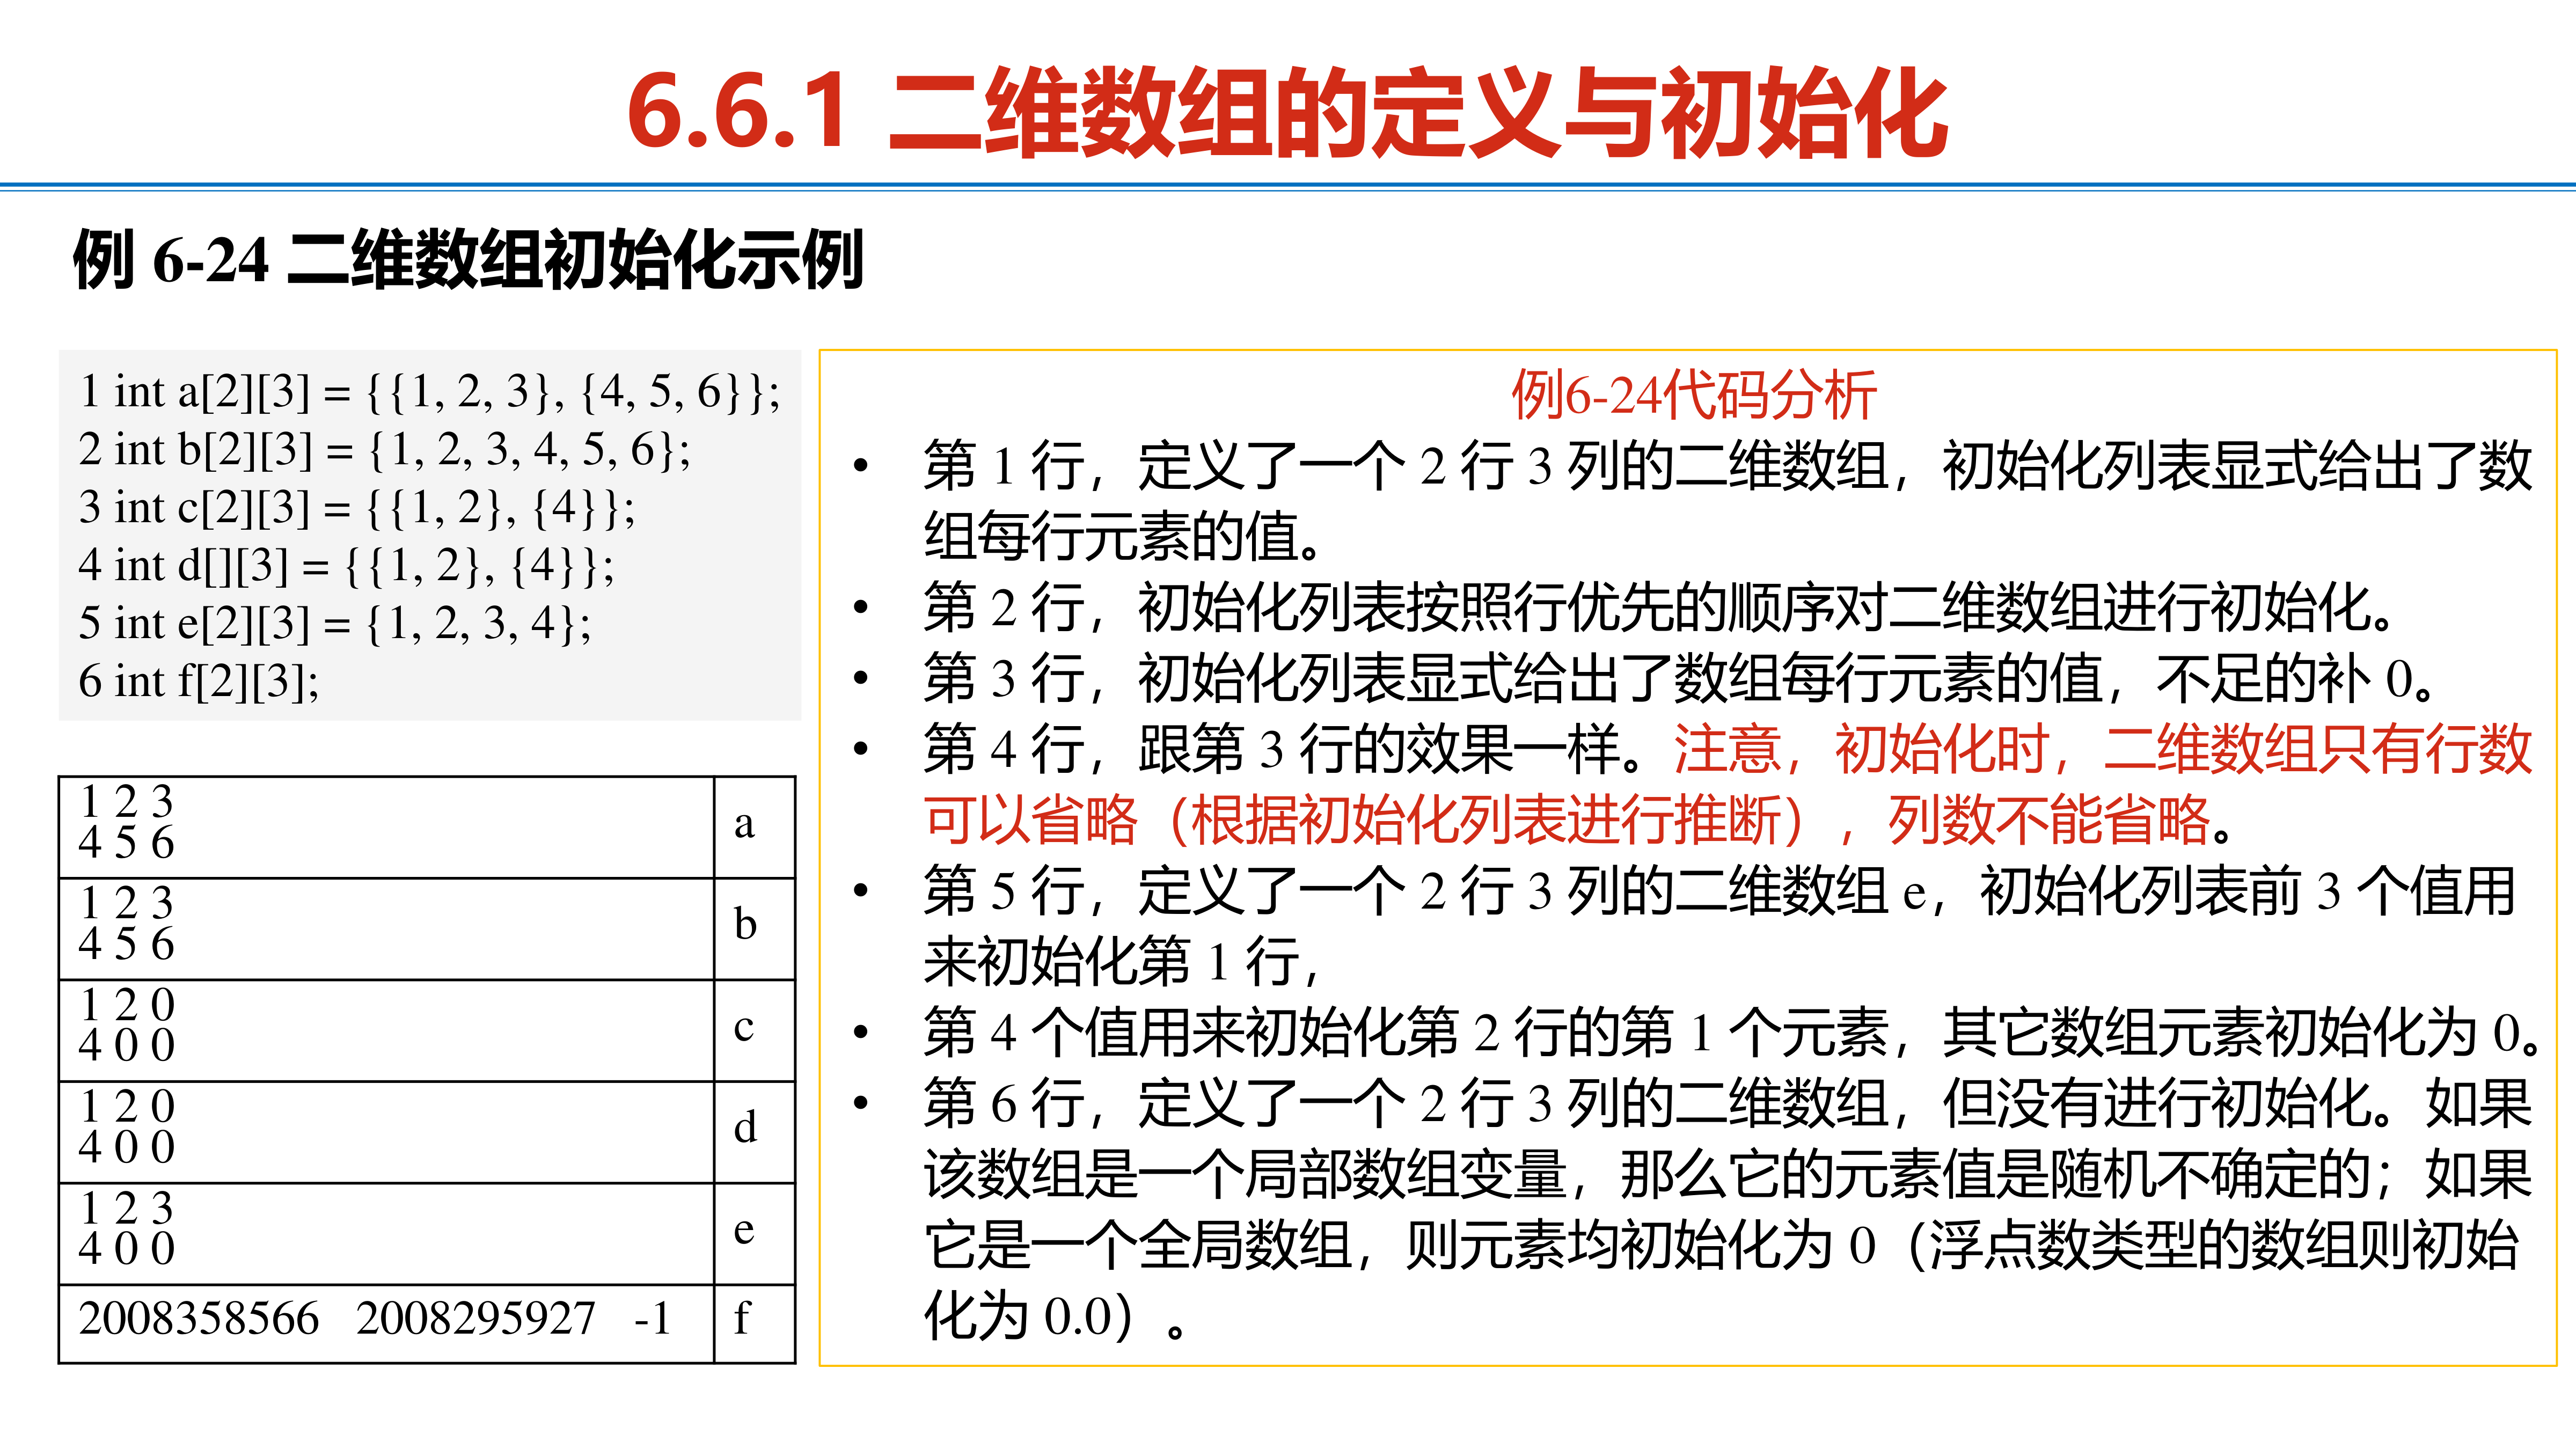 6.6.1 二维数组的定义与初始化
例 6-24 二维数组初始化示例
1 int a[2][3] = {{1, 2, 3}, {4, 5, 6}};
2 int b[2][3] = {1, 2, 3, 4, 5, 6};
3 int c[2][3] = {{1, 2}, {4}};
4 int d[][3] = {{1, 2}, {4}};
5 int e[2][3] = {1, 2, 3, 4};
6 int f[2][3];
1 2 3
4 5 6
a
1 2 3
4 5 6
b
1 2 0
4 0 0
c
1 2 0
4 0 0
d
1 2 3
4 0 0
e
2008358566 2008295927 -1
f
例6-24代码分析
• 第 1 行，定义了一个 2 行 3 列的二维数组，初始化列表显式给出了数
组每行元素的值。
• 第 2 行，初始化列表按照行优先的顺序对二维数组进行初始化。
• 第 3 行，初始化列表显式给出了数组每行元素的值，不足的补 0。
• 第 4 行，跟第 3 行的效果一样。注意，初始化时，二维数组只有行数
可以省略（根据初始化列表进行推断），列数不能省略。
• 第 5 行，定义了一个 2 行 3 列的二维数组 e，初始化列表前 3 个值用
来初始化第 1 行，
• 第 4 个值用来初始化第 2 行的第 1 个元素，其它数组元素初始化为 0。
• 第 6 行，定义了一个 2 行 3 列的二维数组，但没有进行初始化。如果
该数组是一个局部数组变量，那么它的元素值是随机不确定的；如果
它是一个全局数组，则元素均初始化为 0（浮点数类型的数组则初始
化为 0.0）。